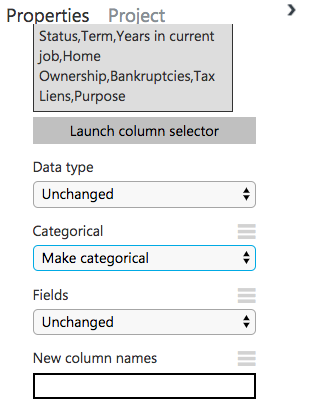 Properties Project
Status,Term,Years in current
job,Home
Ownership,Bankruptcies,Tax
Liens,Purpose
Launch column selector
Data type
Unchanged
Categorical
Make categorical
Fields
Unchanged
New column names